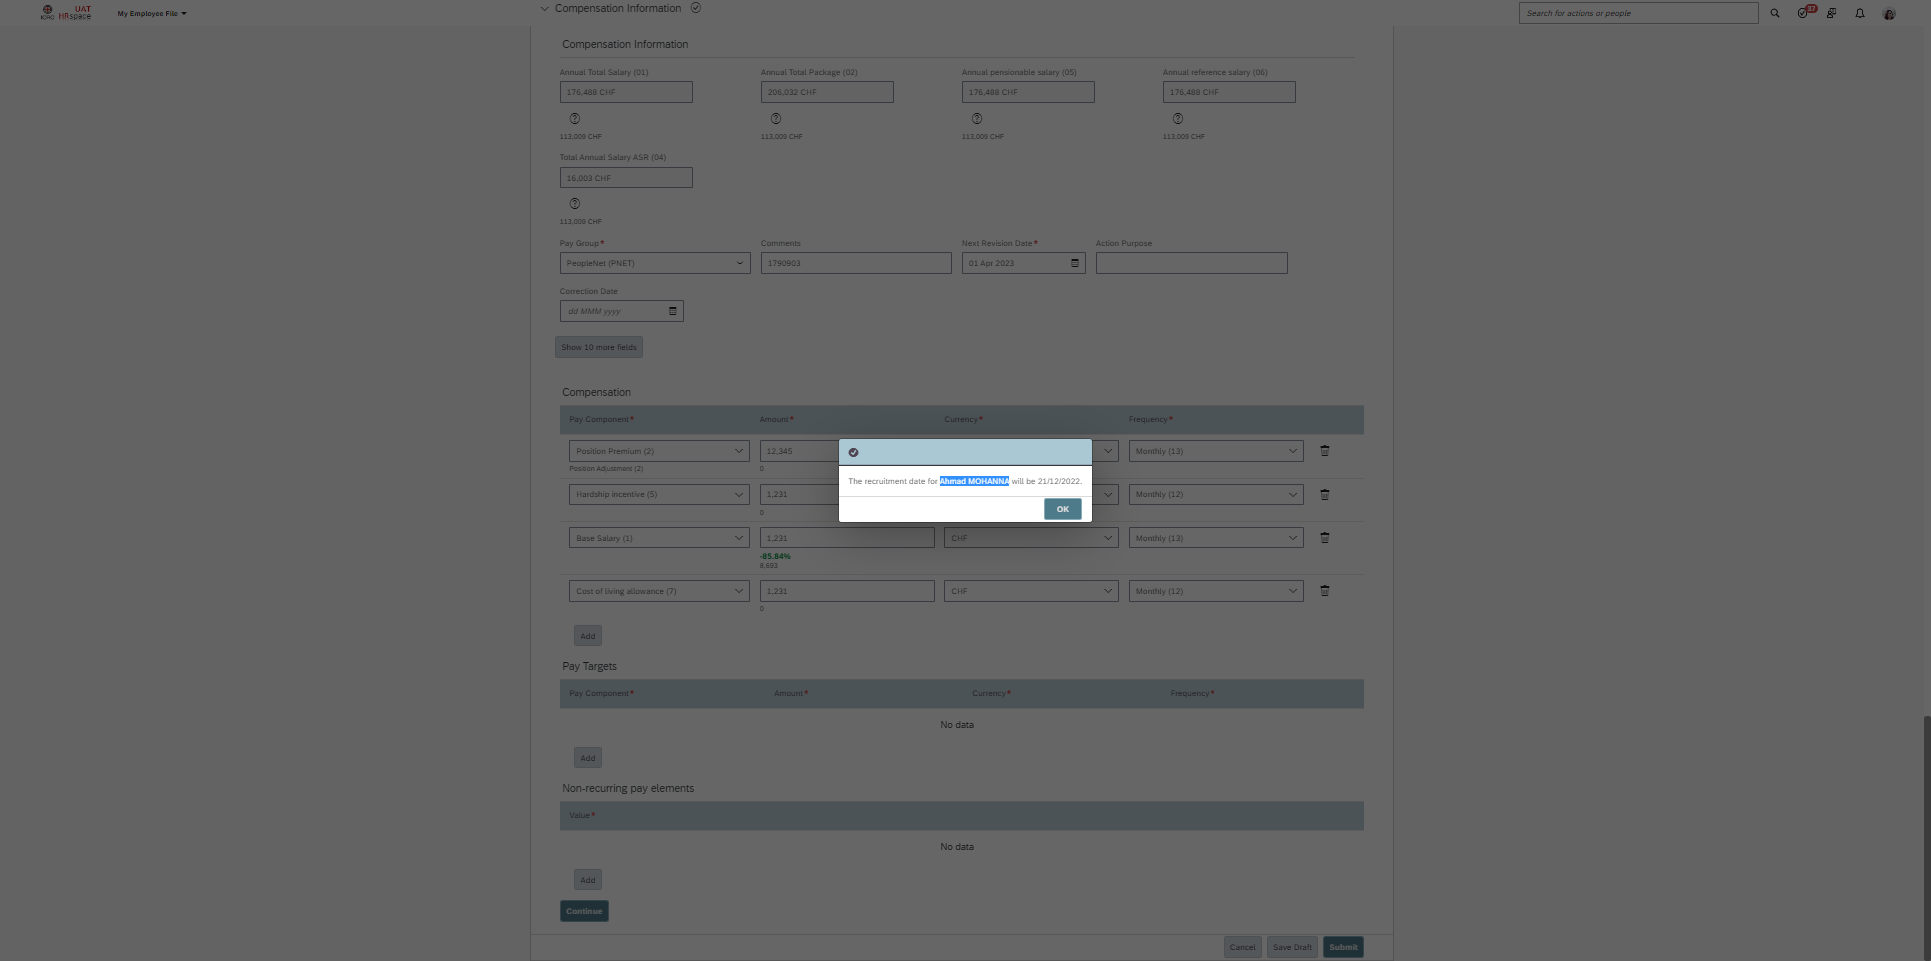 ICRC UAT HRspace My Employee File
Compensation Information
Search for actions or people
37
Compensation Information
Annual Total Salary (01) Annual Total Package (02) Annual pensionable salary (05) Annual reference salary (06)
176,488 CHF 206,032 CHF 176,488 CHF 176,488 CHF
113,009 CHF 113,009 CHF 113,009 CHF 113,009 CHF
Total Annual Salary ASR (04)
16,003 CHF
113,009 CHF
Pay Group* Comments Next Revision Date* Action Purpose
PeopleNet (PNET) 1790903 01 Apr 2023
Correction Date
dd MMM yyyy
Show 10 more fields
Compensation
Pay Component* Amount* Currency* Frequency*
Position Premium (2) 12,345 Monthly (13)
Position Adjustment (2) 0
The recruitment date for Ahmad MOHANNA will be 21/12/2022.
OK
Hardship incentive (5) 1,231 Monthly (12)
0
Base Salary (1) 1,231 CHF Monthly (13)
-85.84%
8,693
Cost of living allowance (7) 1,231 CHF Monthly (12)
0
Add
Pay Targets
Pay Component* Amount* Currency* Frequency*
No data
Add
Non-recurring pay elements
Value*
No data
Add
Continue
Cancel Save Draft Submit